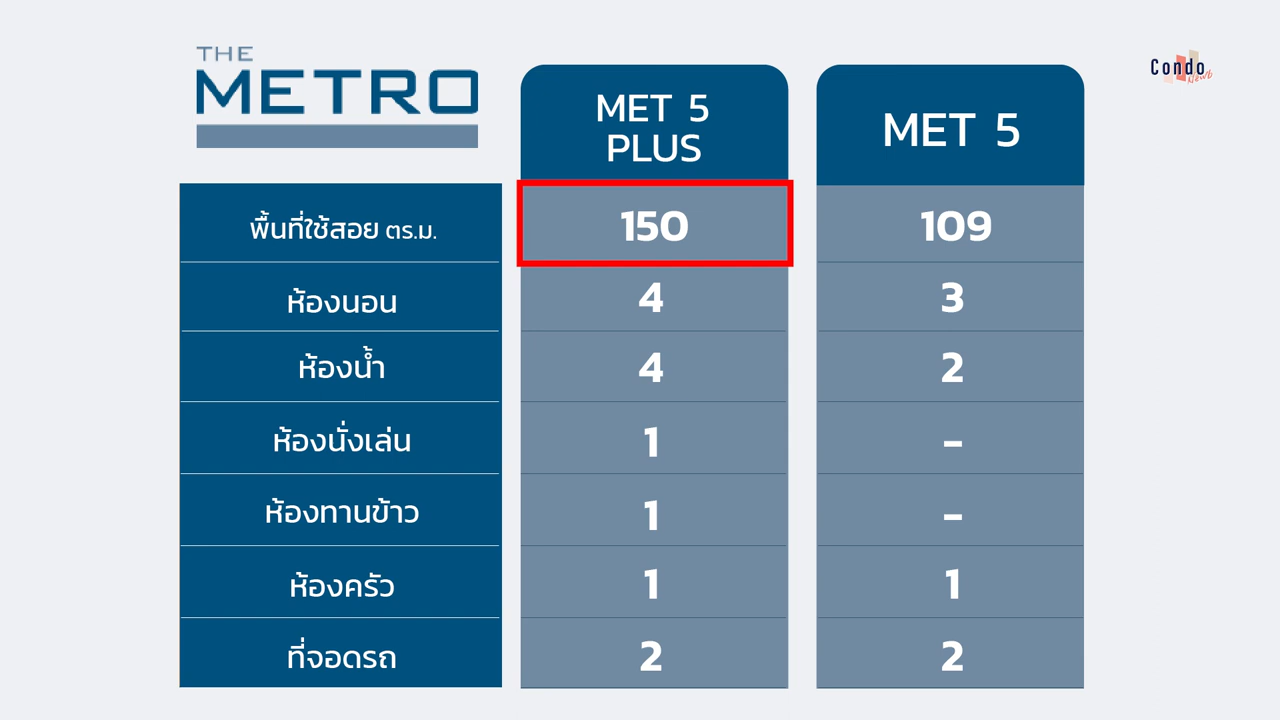 THE
METRO
MET 5
PLUS
MET 5
Condo
Newb
พื้นที่ใช้สอย ตร.ม. 150 109
ห้องนอน 4 3
ห้องน้ำ 4 2
ห้องนั่งเล่น 1 -
ห้องทานข้าว 1 -
ห้องครัว 1 1
ที่จอดรถ 2 2